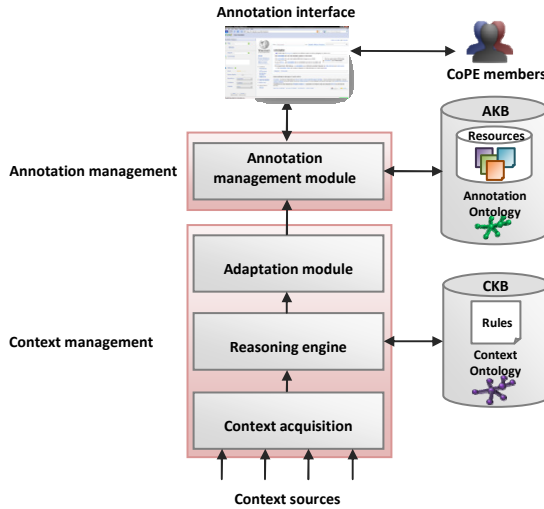 Annotation interface
CoPE members
AKB
Resources
Annotation management
Annotation
management module
Annotation
Ontology
Adaptation module
CKB
Rules
Context management
Reasoning engine
Context
Ontology
Context acquisition
Context sources